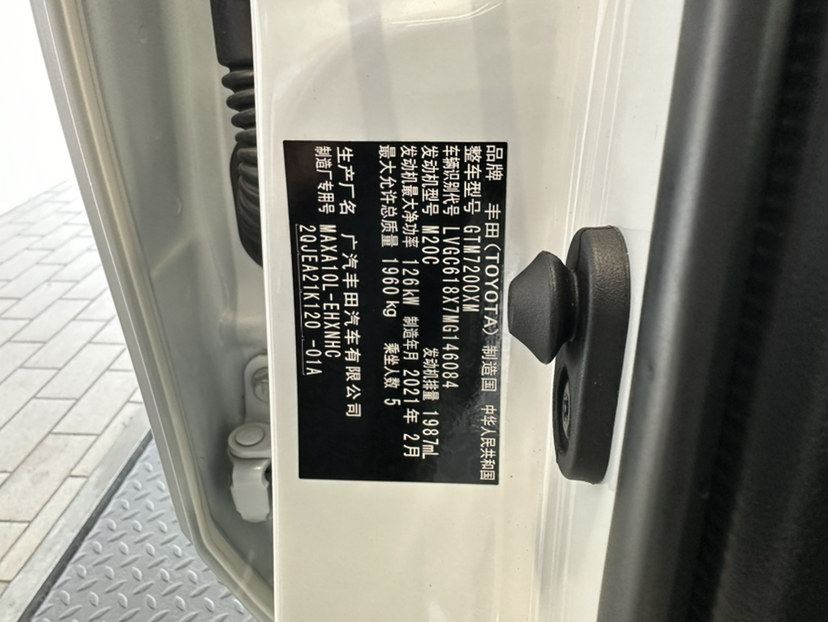 品牌 丰田(TOYOTA) 制造国 中华人民共和国
整车型号 GTM7200XM
车辆识别代号 LVGC618X7MG146084
发动机型号 M20C 发动机排量 1987mL
发动机最大净功率 126kW 制造年月 2021年2月
最大允许总质量 1960kg 乘坐人数 5
生产厂名 广汽丰田汽车有限公司
制造厂专用号 MAXA10L-EHXNHC
2QJEA21K120 -01A